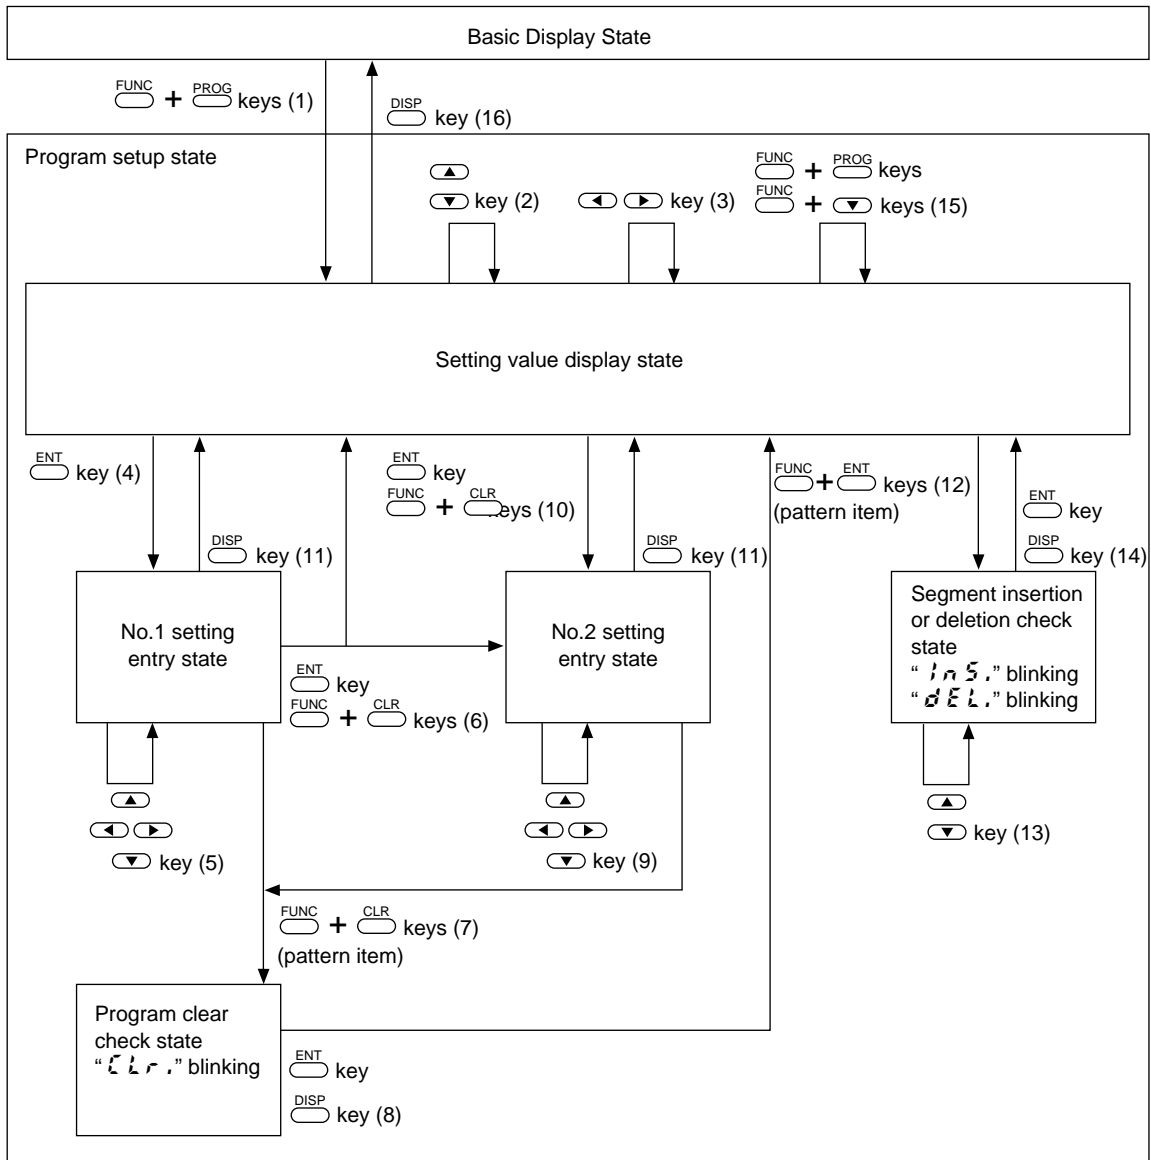 Basic Display State
FUNC + PROG keys (1)
DISP key (16)
Program setup state
key (2)
key (3)
FUNC + PROG keys
FUNC + keys (15)
Setting value display state
ENT key (4)
DISP key (11)
ENT key
FUNC + CLR keys (10)
DISP key (11)
FUNC + ENT keys (12)
(pattern item)
ENT key
DISP key (14)
No.1 setting
entry state
ENT key
FUNC + CLR keys (6)
No.2 setting
entry state
Segment insertion
or deletion check
state
“ InS.” blinking
“ dEL.” blinking
key (5)
key (9)
key (13)
FUNC + CLR keys (7)
(pattern item)
Program clear
check state
“ CLr.” blinking
ENT key
DISP key (8)